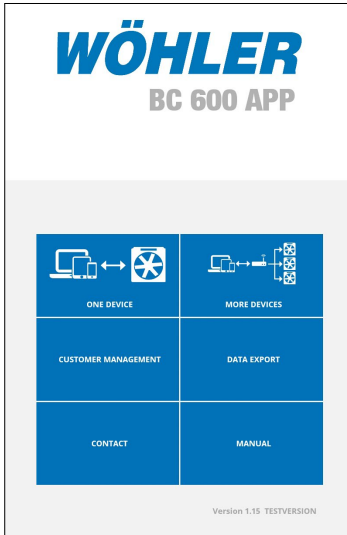 WÖHLER
BC 600 APP
ONE DEVICE
MORE DEVICES
CUSTOMER MANAGEMENT
DATA EXPORT
CONTACT
MANUAL
Version 1.15 TESTVERSION